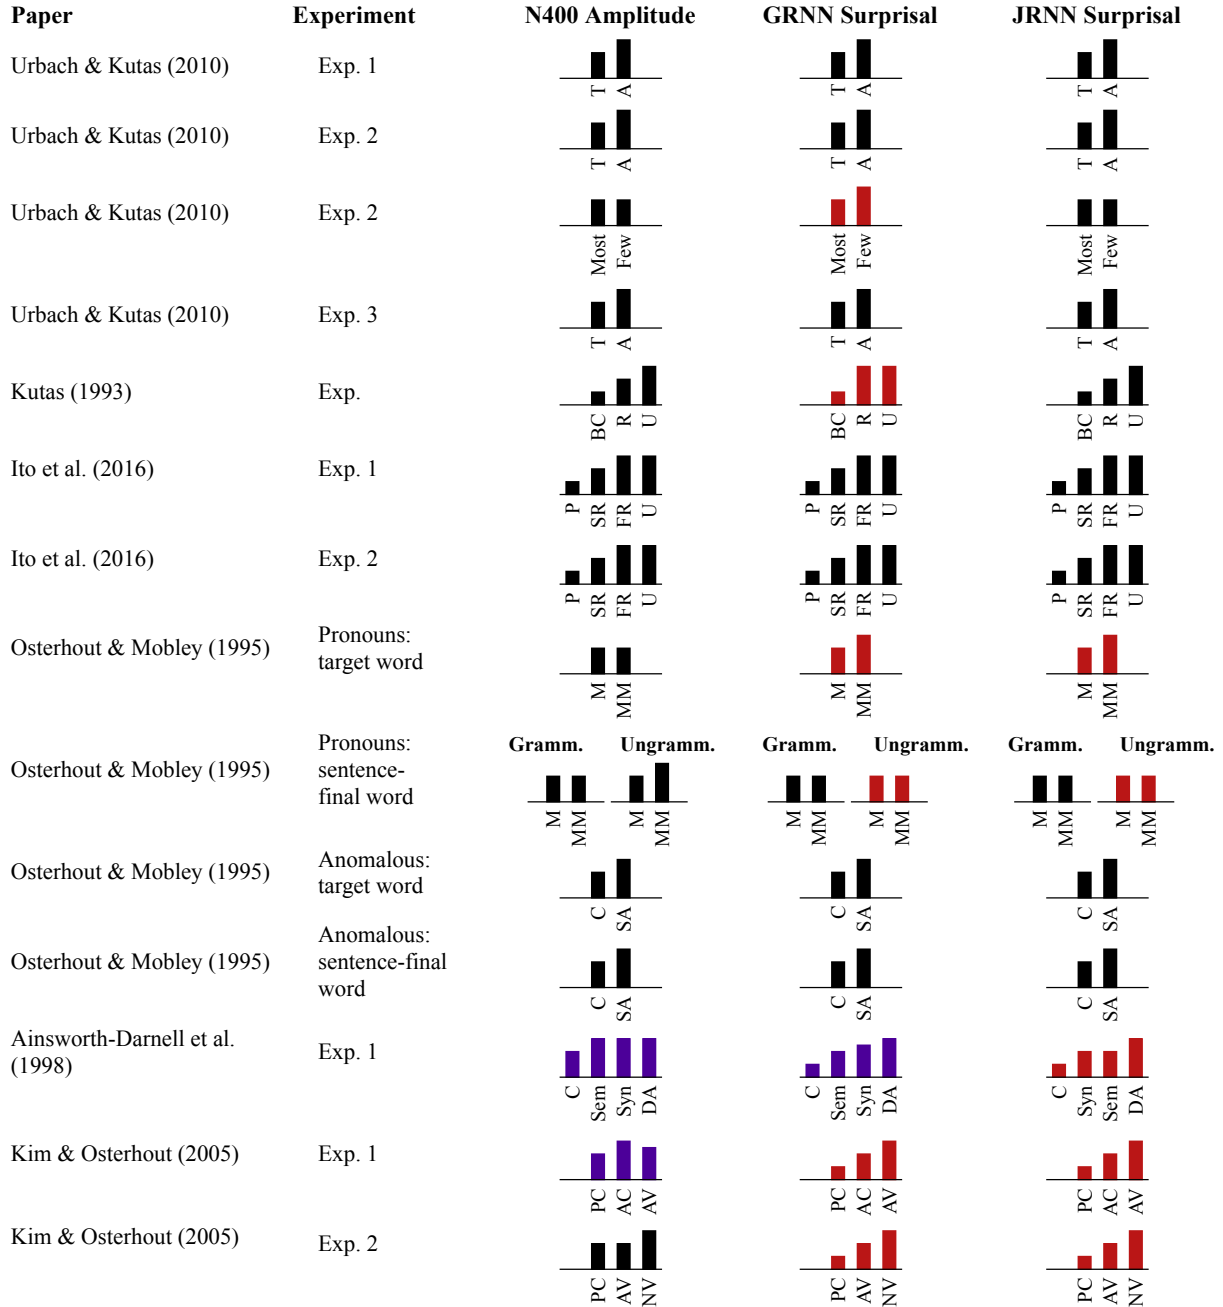 Paper Experiment N400 Amplitude GRNN Surprisal JRNN Surprisal
Urbach & Kutas (2010) Exp. 1
T A T A T A
Urbach & Kutas (2010) Exp. 2
T A T A T A
Urbach & Kutas (2010) Exp. 2
Most Few Most Few Most Few
Urbach & Kutas (2010) Exp. 3
T A T A T A
Kutas (1993) Exp.
BC R U BC R U BC R U
Ito et al. (2016) Exp. 1
P SR FR U P SR FR U P SR FR U
Ito et al. (2016) Exp. 2
P SR FR U P SR FR U P SR FR U
Osterhout & Mobley (1995) Pronouns:
target word
M MM M MM M MM
Osterhout & Mobley (1995) Pronouns:
sentence-
final word
Gramm. Ungramm. Gramm. Ungramm. Gramm. Ungramm.
M MM M MM M MM M MM M MM M MM
Osterhout & Mobley (1995) Anomalous:
target word
C SA C SA C SA
Osterhout & Mobley (1995) Anomalous:
sentence-final
word
C SA C SA C SA
Ainsworth-Darnell et al.
(1998) Exp. 1
C Sem Syn DA C Sem Syn DA C Syn Sem DA
Kim & Osterhout (2005) Exp. 1
PC AC AV PC AC AV PC AC AV
Kim & Osterhout (2005) Exp. 2
PC AV NV PC AV NV PC AV NV